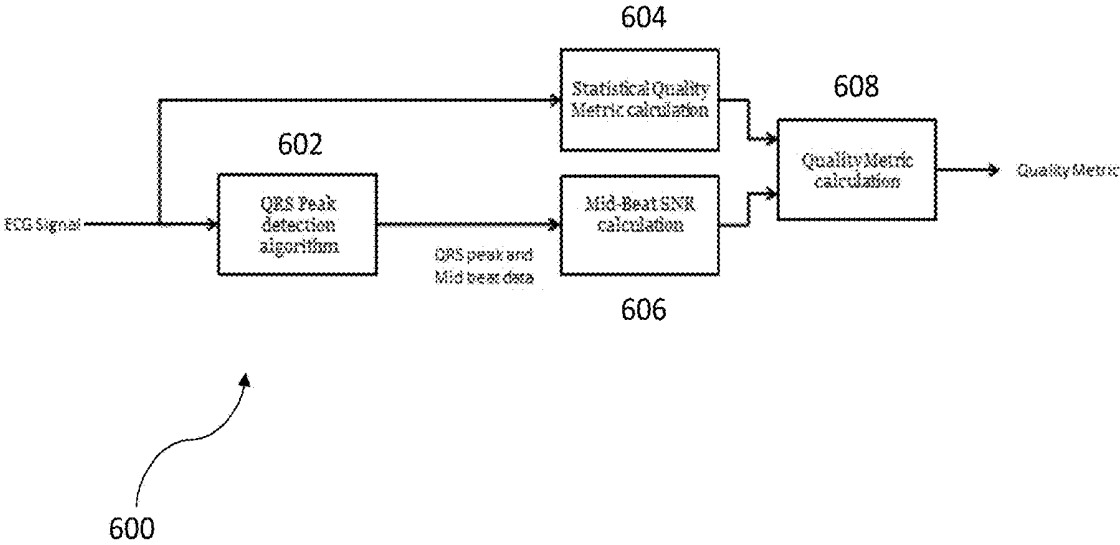 604
Statistical Quality
Metric calculation
608
Quality Metric
calculation
Quality Metric
602
QRS Peak
detection
algorithm
ECG Signal
QRS peak and
Mid beat data
Mid-Beat SNR
calculation
606
600